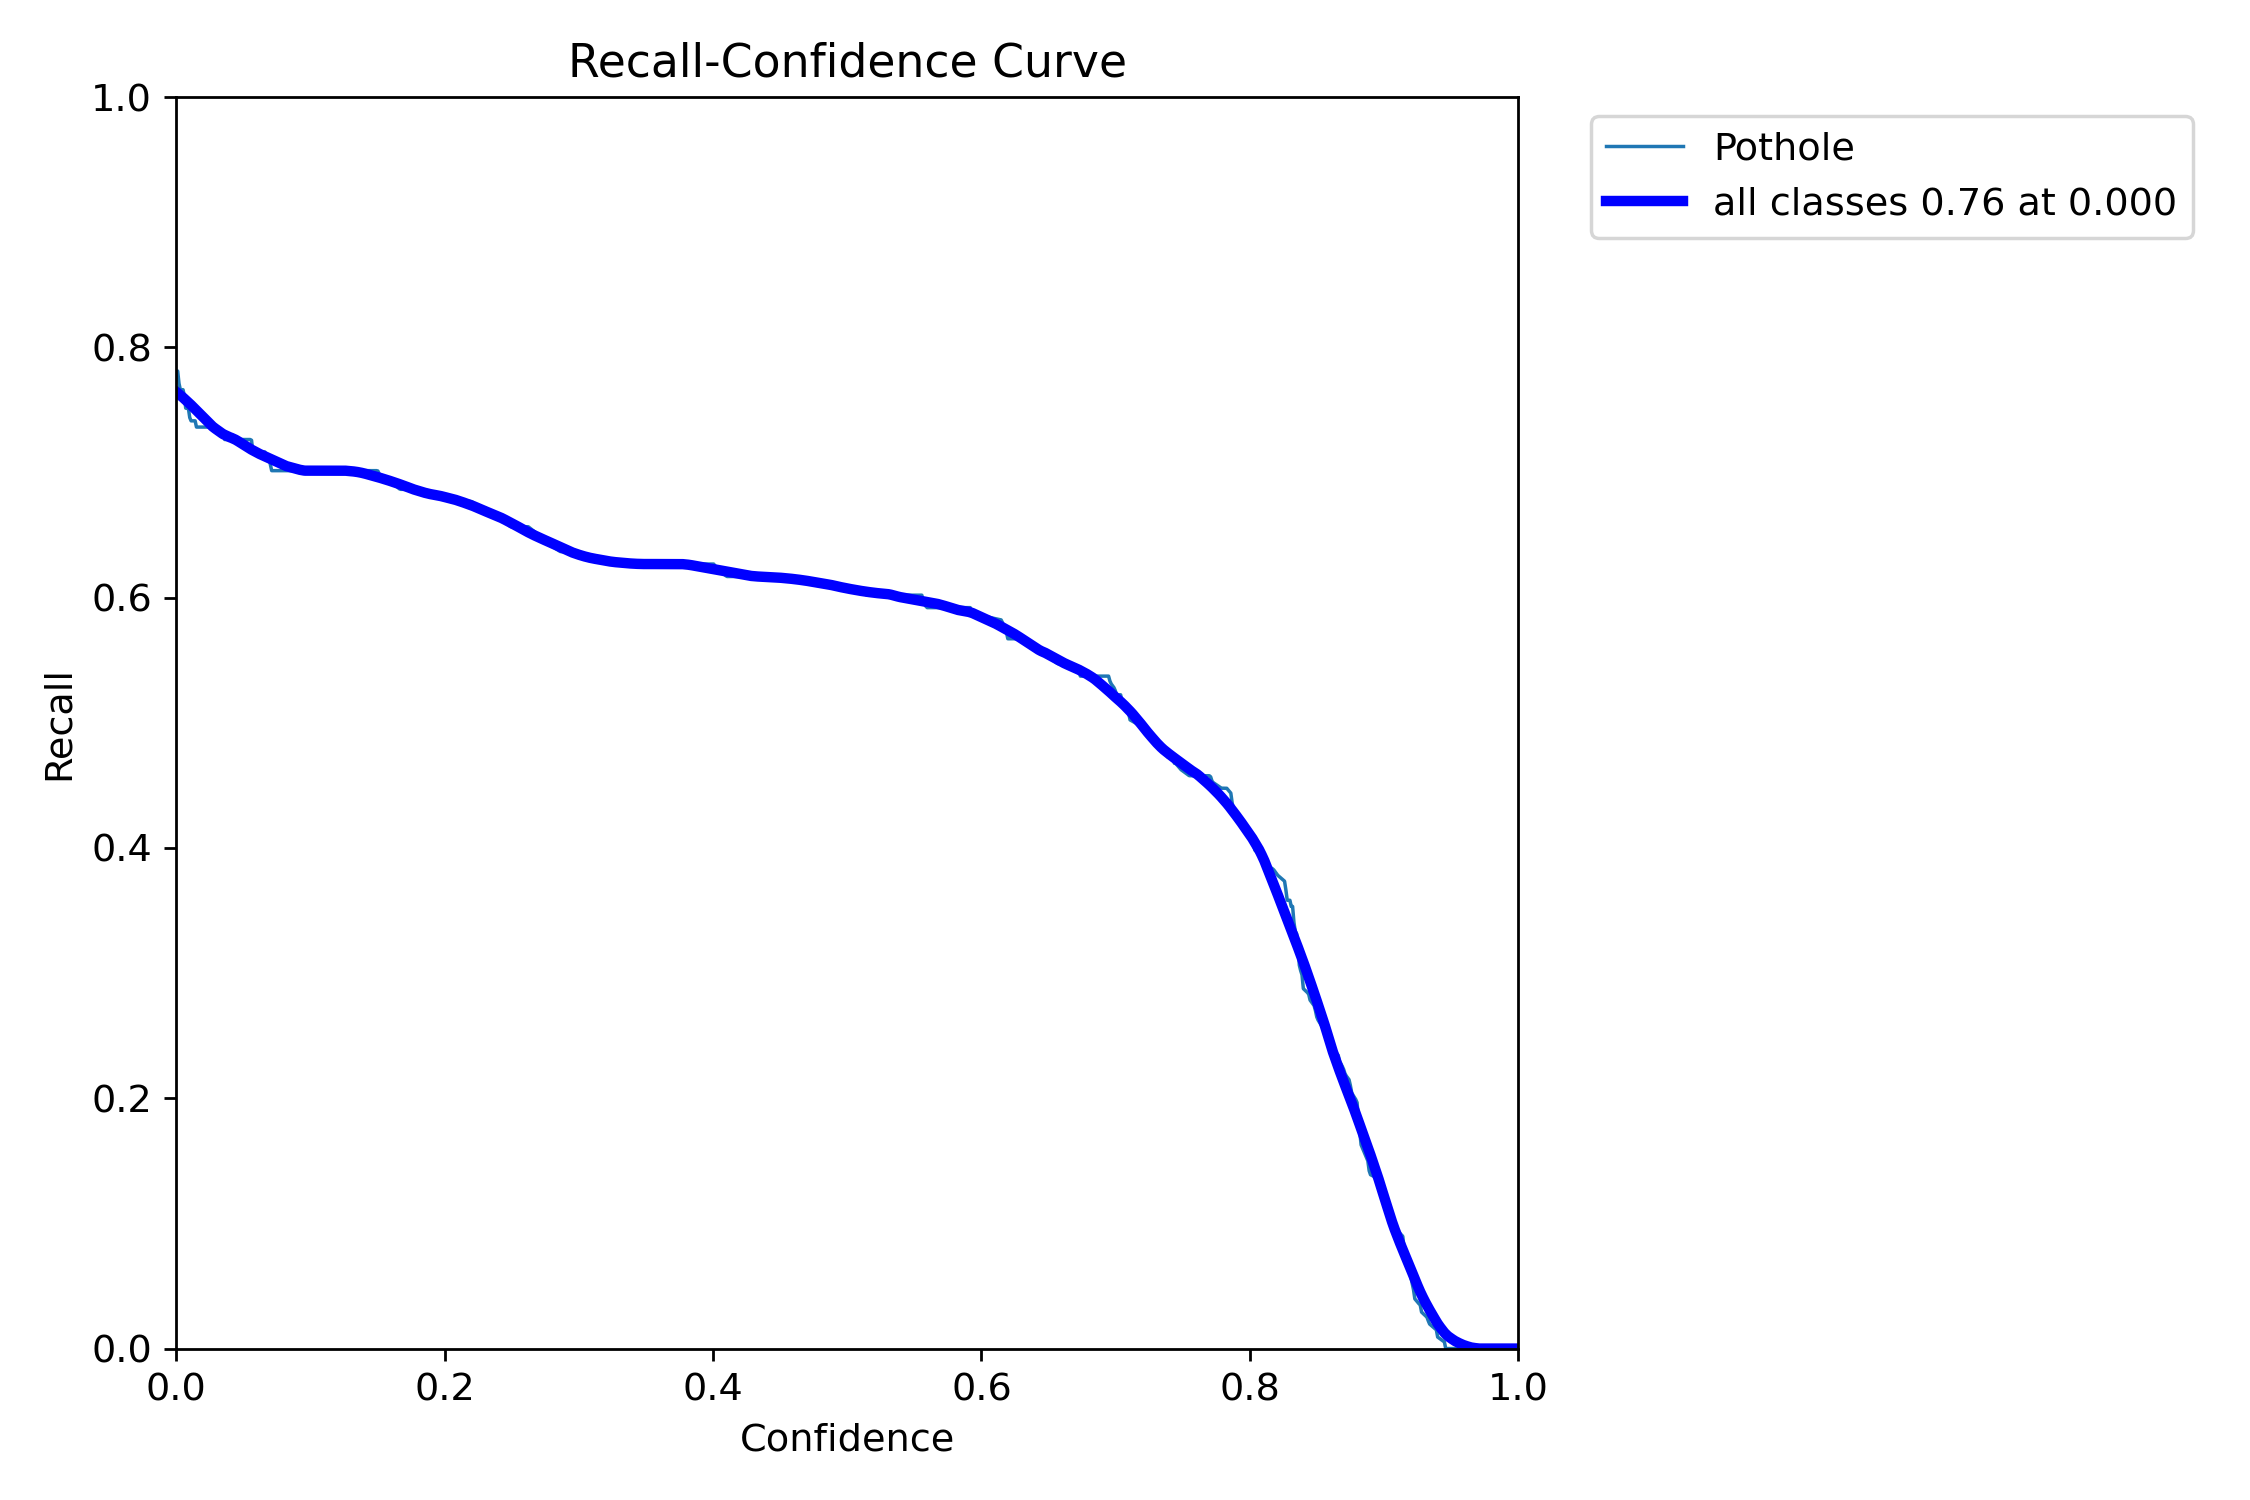 Recall-Confidence Curve
1.0
0.8
0.6
0.4
0.2
0.0
Recall
0.0 0.2 0.4 0.6 0.8 1.0
Confidence
Pothole
all classes 0.76 at 0.000